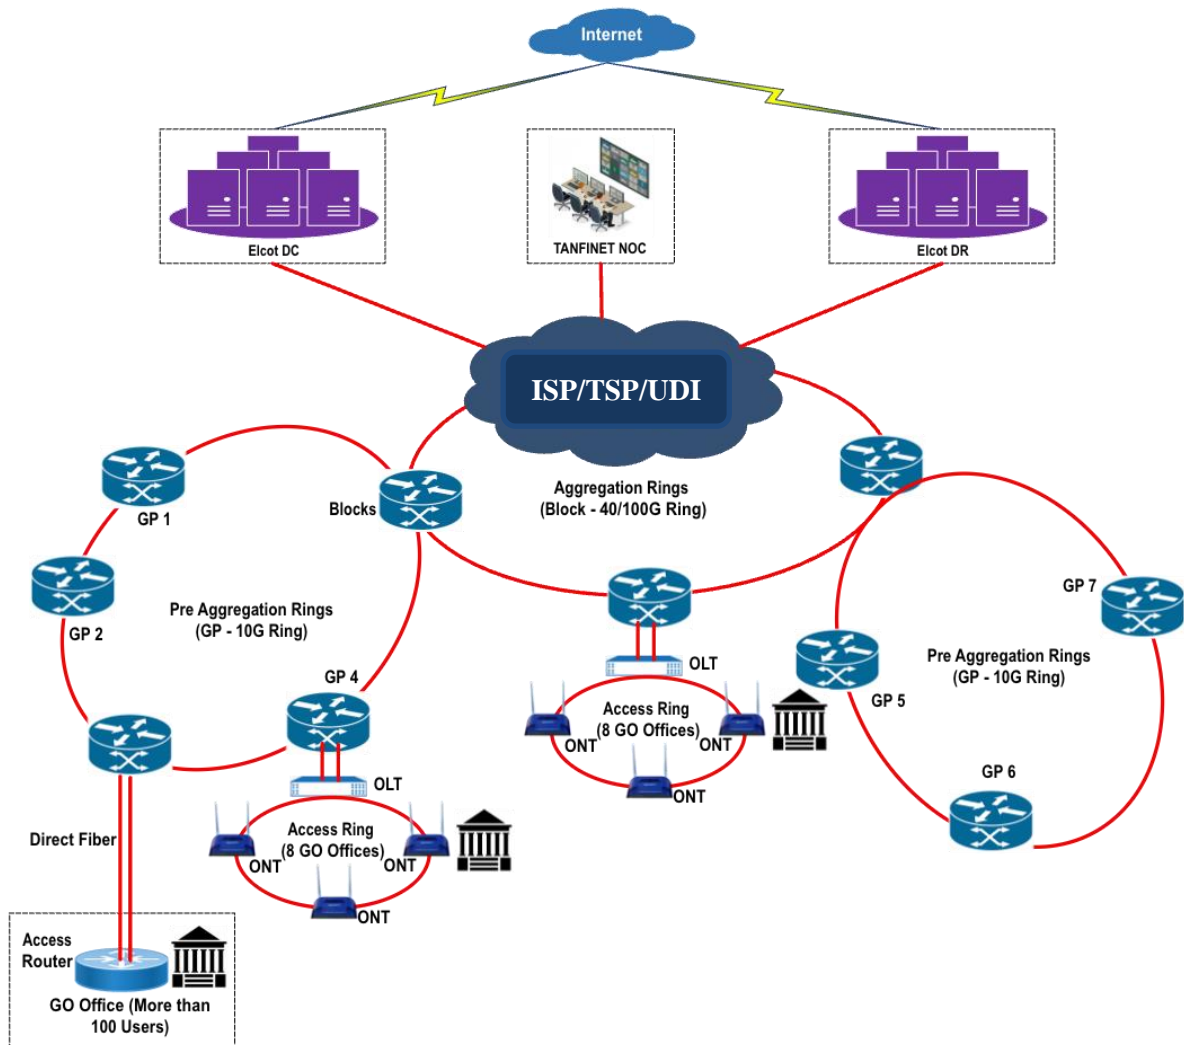 Internet
Elcot DC
TANFINET NOC
Elcot DR
ISP/TSP/UDI
GP 1
Blocks
Aggregation Rings
(Block - 40/100G Ring)
GP 2
Pre Aggregation Rings
(GP - 10G Ring)
GP 7
GP 4
OLT
GP 5
Pre Aggregation Rings
(GP - 10G Ring)
Access Ring
(8 GO Offices)
ONT
ONT
ONT
GP 6
OLT
Direct Fiber
Access Ring
(8 GO Offices)
ONT
ONT
ONT
Access
Router
GO Office (More than
100 Users)